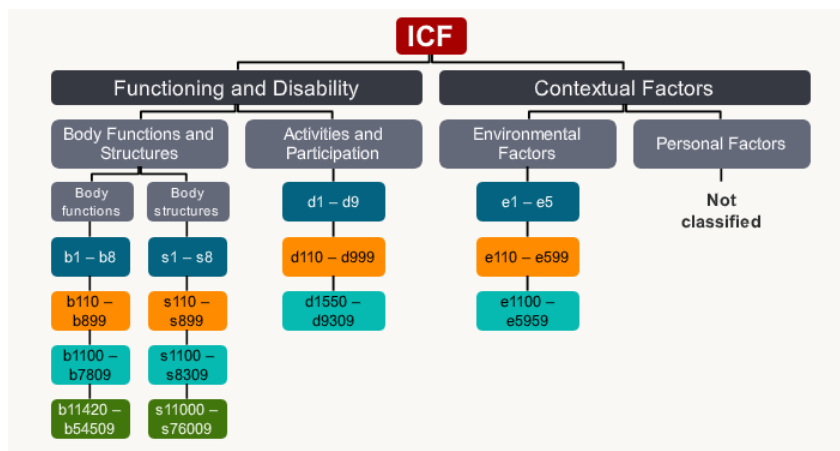 ICF
Functioning and Disability
Contextual Factors
Body Functions and
Structures
Activities and
Participation
Environmental
Factors
Personal Factors
Body
functions
Body
structures
d1 – d9
e1 – e5
Not
classified
b1 – b8
s1 – s8
d110 – d999
e110 – e599
b110 –
b899
s110 –
s899
d1550 –
d9309
e1100 –
e5959
b1100 –
b7809
s1100 –
s8309
b11420 –
b54509
s11000 –
s76009